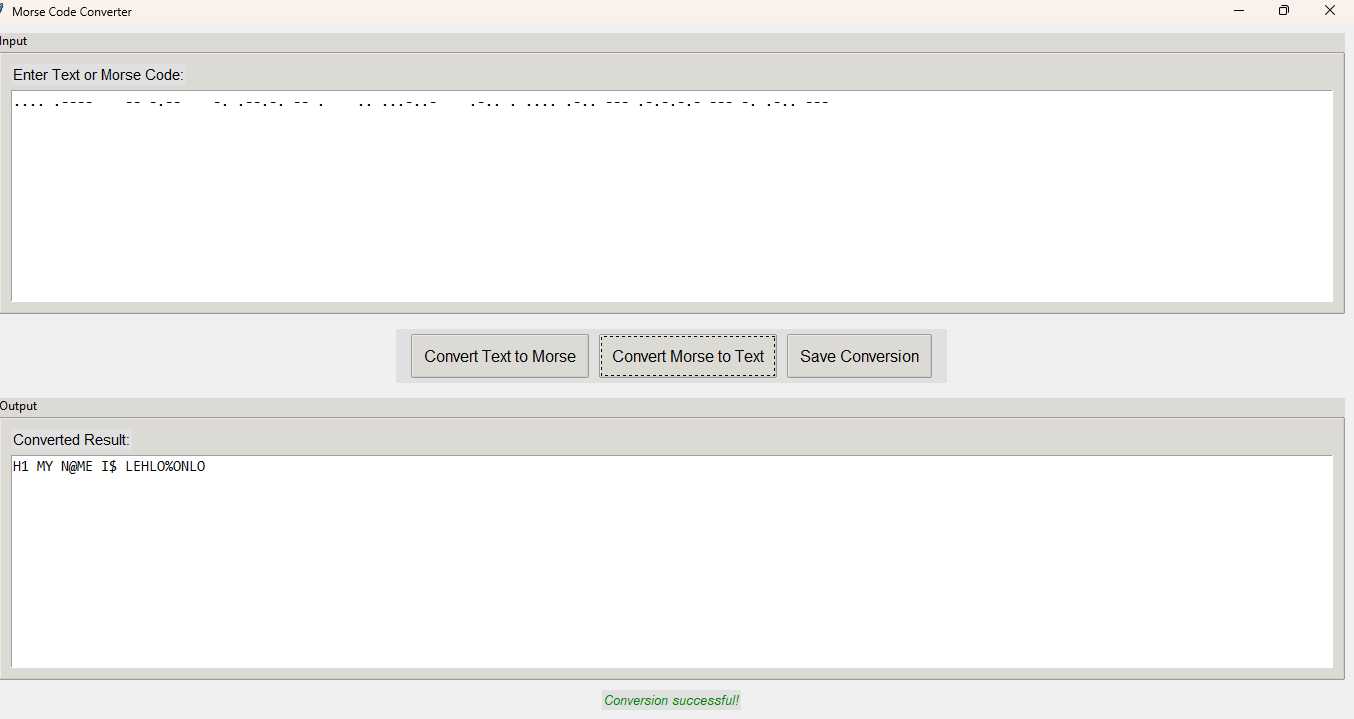 Morse Code Converter
Input
Enter Text or Morse Code:
.... .----    -- -.--    -. .--.-. -- .    .. ...-..-    .-.. . .... .-.. --- .-.-.-.- --- -. .-.. ---
Convert Text to Morse Convert Morse to Text Save Conversion
Output
Converted Result:
H1 MY N@ME I$ LEHLO%ONLO
Conversion successful!